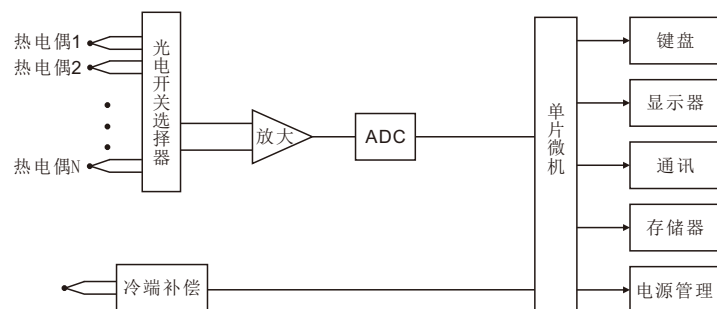 热电偶1
热电偶2
热电偶N
光电开关选择器
放大
ADC
单片微机
键盘
显示器
通讯
存储器
电源管理
冷端补偿